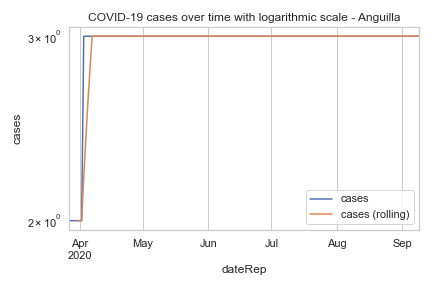 COVID-19 cases over time with logarithmic scale - Anguilla
3 × 10⁰
2 × 10⁰
cases
cases
cases (rolling)
Apr May Jun Jul Aug Sep
2020
dateRep